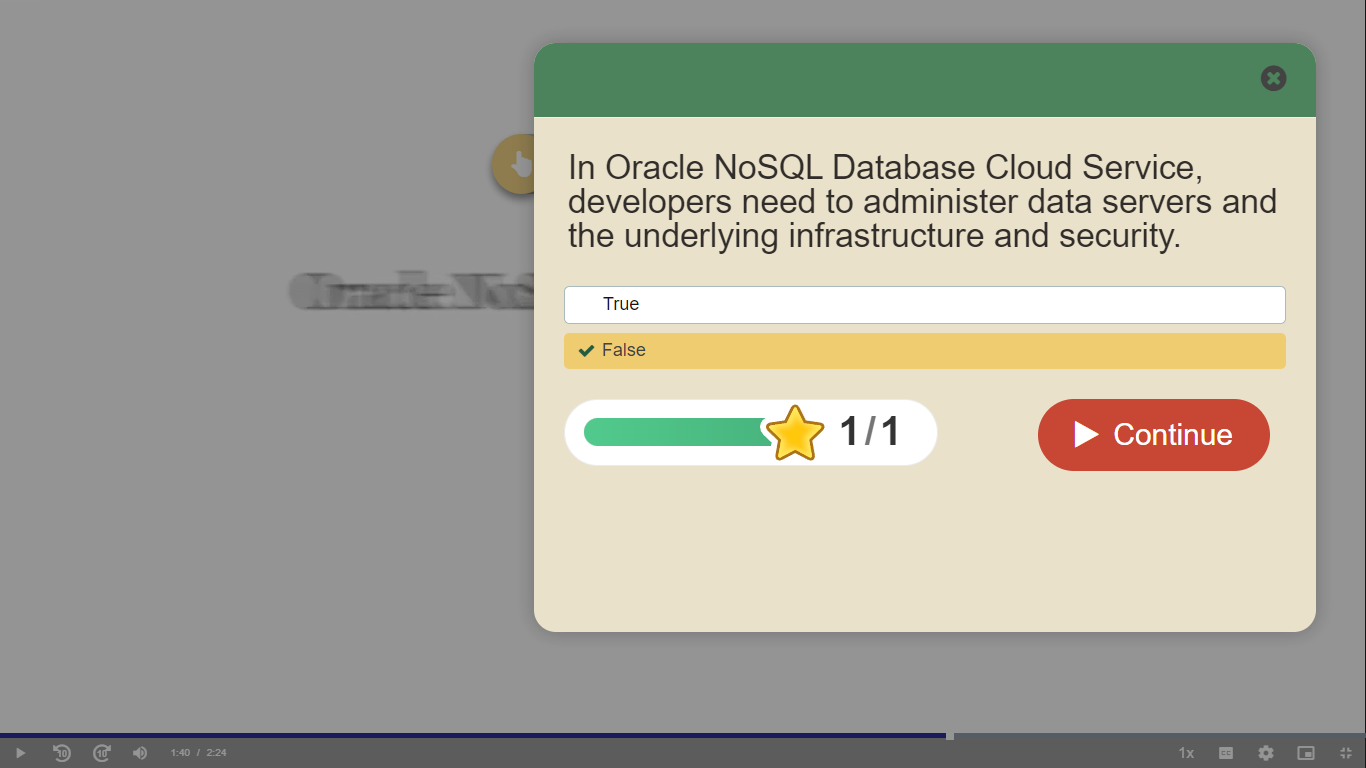 In Oracle NoSQL Database Cloud Service,
developers need to administer data servers and
the underlying infrastructure and security.
True
False
1/1
Continue
10
10
1:40 / 2:24
1x
CC